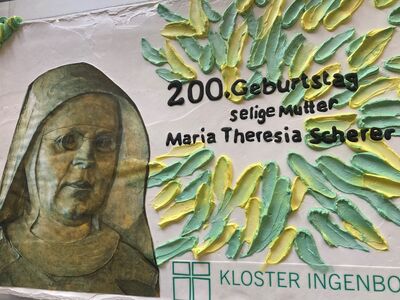 200. Geburtstag
selige Mutter
Maria Theresia Scherer
KLOSTER INGENBO